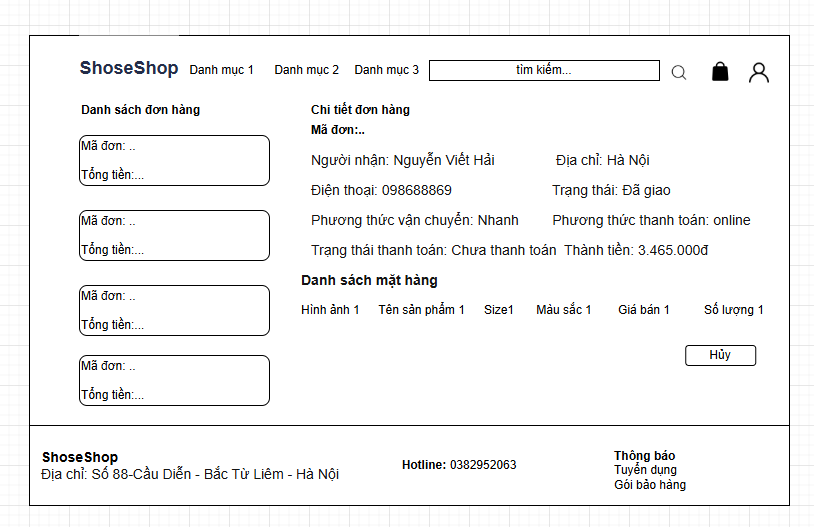 ShoseShop Danh mục 1 Danh mục 2 Danh mục 3 tìm kiếm...
Danh sách đơn hàng
Mã đơn: ..
Tổng tiền:...
Mã đơn: ..
Tổng tiền:...
Mã đơn: ..
Tổng tiền:...
Mã đơn: ..
Tổng tiền:...
Chi tiết đơn hàng
Mã đơn:..
Người nhận: Nguyễn Viết Hải Địa chỉ: Hà Nội
Điện thoại: 098688869 Trạng thái: Đã giao
Phương thức vận chuyển: Nhanh Phương thức thanh toán: online
Trạng thái thanh toán: Chưa thanh toán Thành tiền: 3.465.000đ
Danh sách mặt hàng
Hình ảnh 1 Tên sản phẩm 1 Size1 Màu sắc 1 Giá bán 1 Số lượng 1
Hủy
ShoseShop
Địa chỉ: Số 88-Cầu Diễn - Bắc Từ Liêm - Hà Nội
Hotline: 0382952063
Thông báo
Tuyển dụng
Gói bảo hàng